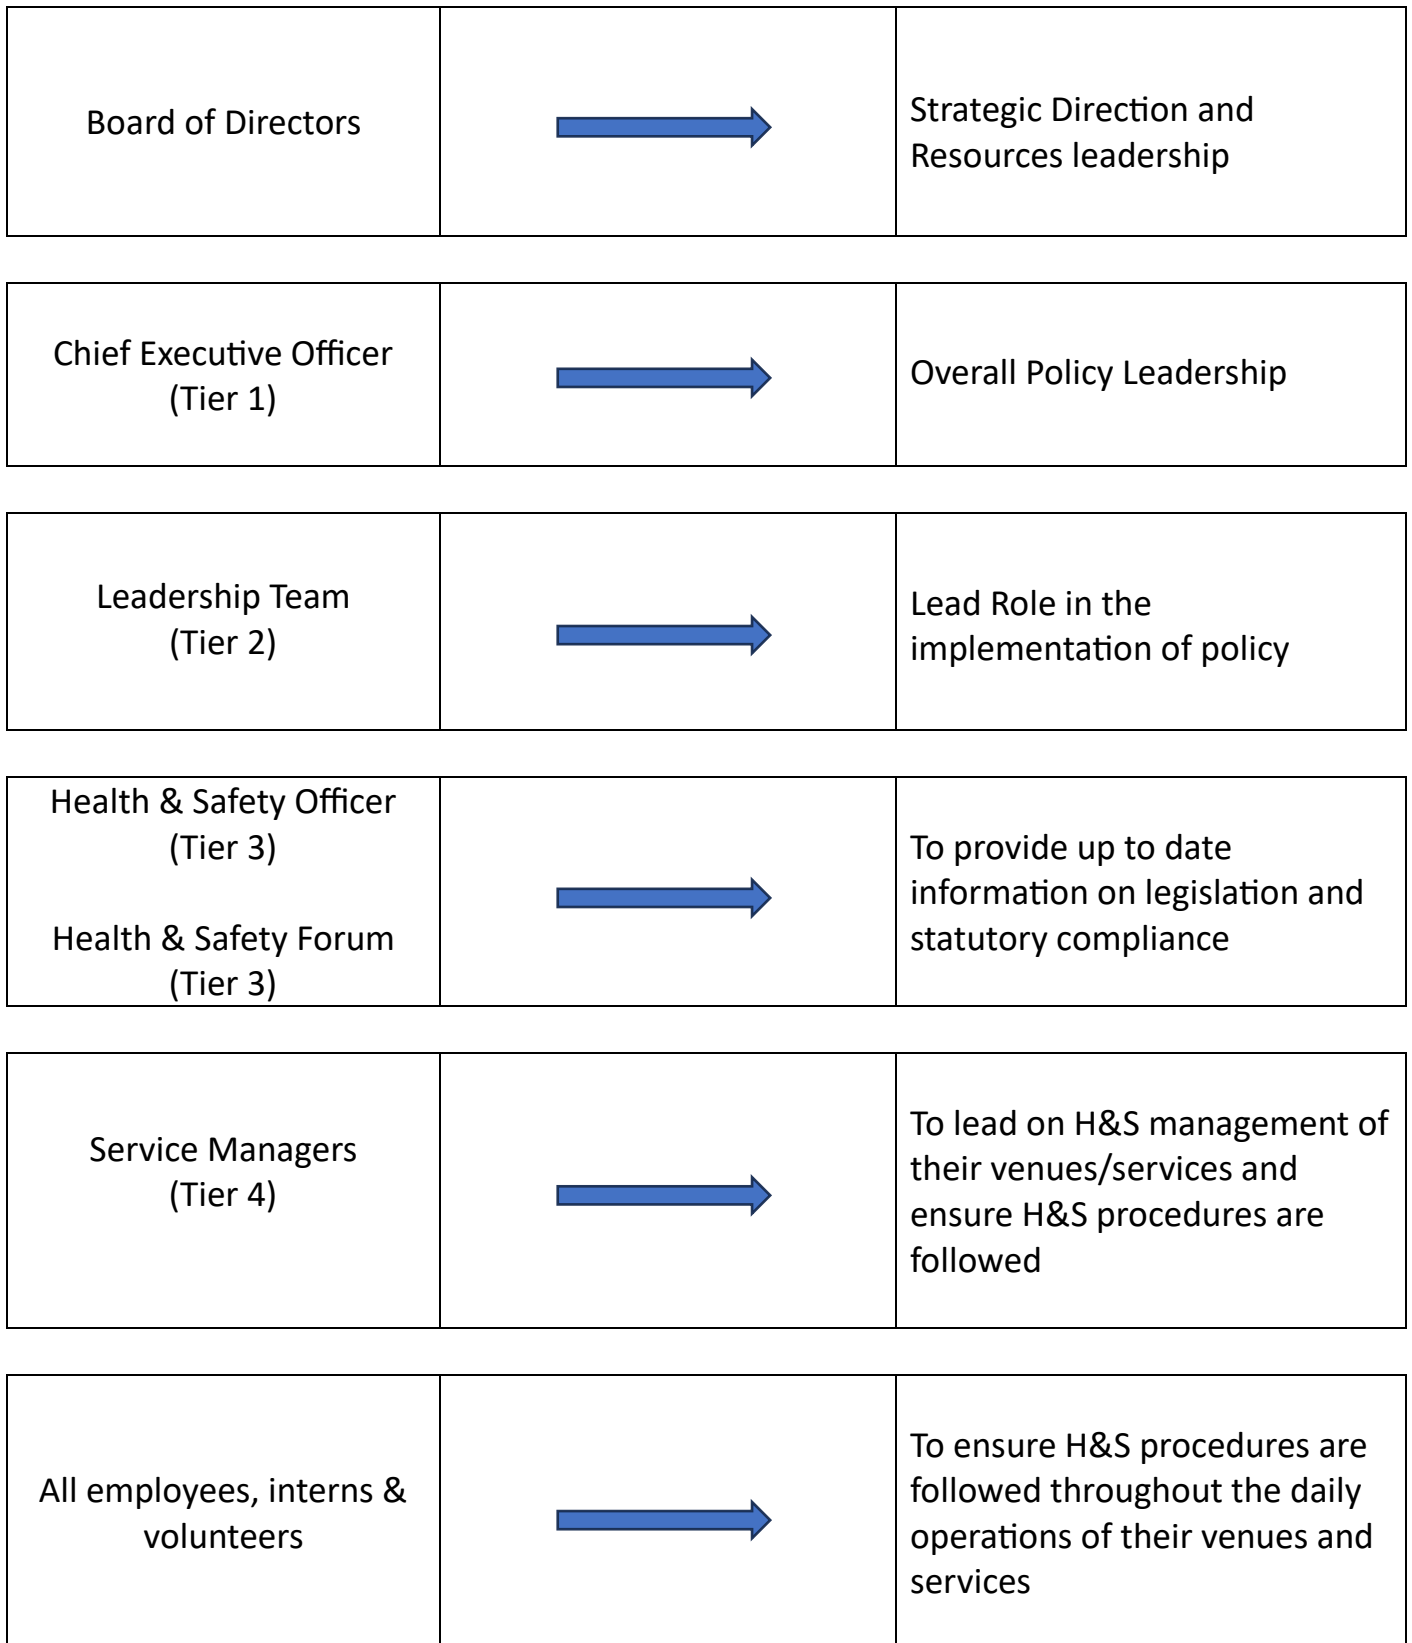 Board of Directors
Strategic Direction and
Resources leadership
Chief Executive Officer
(Tier 1)
Overall Policy Leadership
Leadership Team
(Tier 2)
Lead Role in the
implementation of policy
Health & Safety Officer
(Tier 3)
Health & Safety Forum
(Tier 3)
To provide up to date
information on legislation and
statutory compliance
Service Managers
(Tier 4)
To lead on H&S management of
their venues/services and
ensure H&S procedures are
followed
All employees, interns &
volunteers
To ensure H&S procedures are
followed throughout the daily
operations of their venues and
services